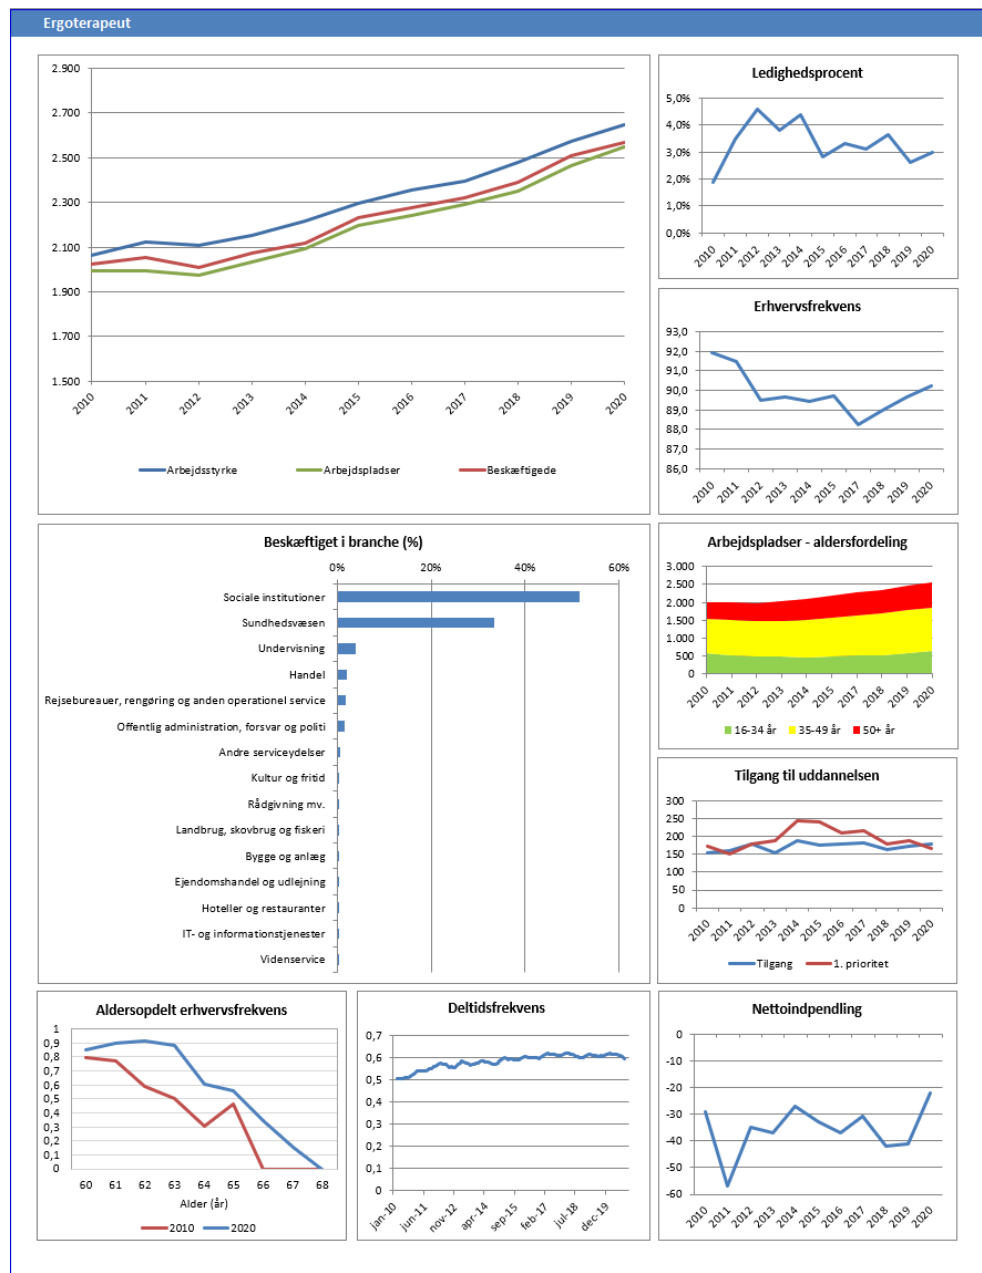 Ergoterapeut
2.900
2.700
2.500
2.300
2.100
1.900
1.700
1.500
2010 2011 2012 2013 2014 2015 2016 2017 2018 2019 2020
Arbejdsstyrke Arbejdspladser Beskæftigede
Ledighedsprocent
5,0%
4,0%
3,0%
2,0%
1,0%
0,0%
2010 2011 2012 2013 2014 2015 2016 2017 2018 2019 2020
Erhvervsfrekvens
93,0
92,0
91,0
90,0
89,0
88,0
87,0
86,0
2010 2011 2012 2013 2014 2015 2017 2018 2019 2020
Beskæftiget i branche (%)
0% 20% 40% 60%
Sociale institutioner
Sundhedsvæsen
Undervisning
Handel
Rejsebureauer, rengøring og anden operationel service
Offentlig administration, forsvar og politi
Andre serviceydelser
Kultur og fritid
Rådgivning mv.
Landbrug, skovbrug og fiskeri
Bygge og anlæg
Ejendomshandel og udlejning
Hoteller og restauranter
IT- og informationstjenester
Videnservice
Arbejdspladser - aldersfordeling
3.000
2.500
2.000
1.500
1.000
500
0
2010 2011 2012 2013 2014 2015 2016 2017 2018 2019 2020
16-34 år 35-49 år 50+ år
Tilgang til uddannelsen
300
250
200
150
100
50
0
2010 2011 2012 2013 2014 2015 2016 2017 2018 2019 2020
Tilgang 1. prioritet
Aldersopdelt erhvervsfrekvens
1
0,9
0,8
0,7
0,6
0,5
0,4
0,3
0,2
0,1
0
60 61 62 63 64 65 66 67 68
Alder (år)
2010 2020
Deltidsfrekvens
0,7
0,6
0,5
0,4
0,3
0,2
0,1
0
jan-10 jun-11 nov-12 apr-14 sep-15 feb-17 jul-18 dec-19
Nettoindpendling
0
-10
-20
-30
-40
-50
-60
2010 2011 2012 2013 2014 2015 2016 2017 2018 2019 2020